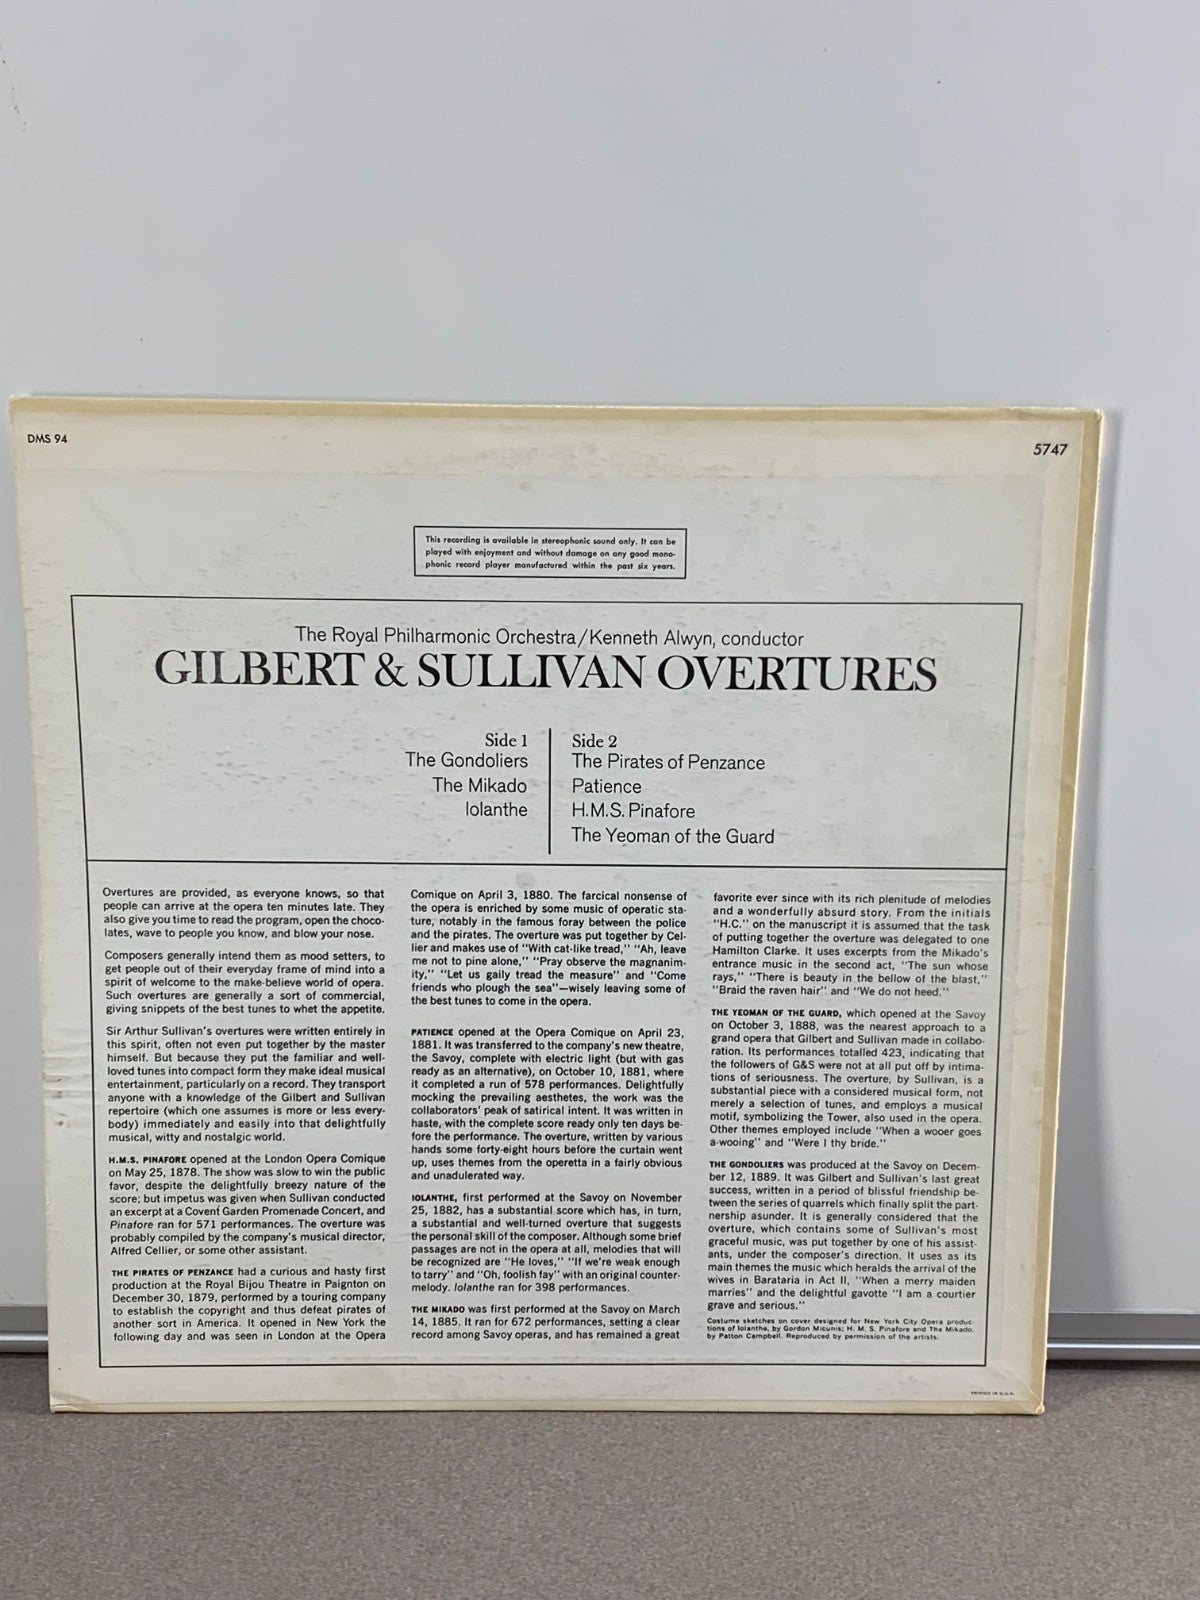 DMS 94
5747
This recording is available in stereophonic sound only. It can be
played with enjoyment and without damage on any good mono-
phonic record player manufactured within the past six years.
The Royal Philharmonic Orchestra/Kenneth Alwyn, conductor
GILBERT & SULLIVAN OVERTURES
Side 1
The Gondoliers
The Mikado
Iolanthe
Side 2
The Pirates of Penzance
Patience
H.M.S. Pinafore
The Yeoman of the Guard
Overtures are provided, as everyone knows, so that
people can arrive at the opera ten minutes late. They
also give you time to read the program, open the choco-
lates, wave to people you know, and blow your nose.
Composers generally intend them as mood setters, to
get people out of their everyday frame of mind into a
spirit of welcome to the make-believe world of opera.
Such overtures are generally a sort of commercial,
giving snippets of the best tunes to whet the appetite.
Sir Arthur Sullivan's overtures were written entirely in
this spirit, often not even put together by the master
himself. But because they put the familiar and well-
loved tunes into compact form they make ideal musical
entertainment, particularly on a record. They transport
anyone with a knowledge of the Gilbert and Sullivan
repertoire (which one assumes is more or less every-
body) immediately and easily into that delightfully
musical, witty and nostalgic world.
H.M.S. PINAFORE opened at the London Opera Comique
on May 25, 1878. The show was slow to win the public
favor, despite the delightfully breezy nature of the
score; but impetus was given when Sullivan conducted
an excerpt at a Covent Garden Promenade Concert, and
Pinafore ran for 571 performances. The overture was
probably compiled by the company's musical director,
Alfred Cellier, or some other assistant.
THE PIRATES OF PENZANCE had a curious and hasty first
production at the Royal Bijou Theatre in Paignton on
December 30, 1879, performed by a touring company
to establish the copyright and thus defeat pirates of
another sort in America. It opened in New York the
following day and was seen in London at the Opera
Comique on April 3, 1880. The farcical nonsense of
the opera is enriched by some music of operatic sta-
ture, notably in the famous foray between the police
and the pirates. The overture was put together by Cel-
lier and makes use of "With cat-like tread," "Ah, leave
me not to pine alone," "Pray observe the magnanim-
ity," "Let us gaily tread the measure" and "Come
friends who plough the sea"—wisely leaving some of
the best tunes to come in the opera.
PATIENCE opened at the Opera Comique on April 23,
1881. It was transferred to the company's new theatre,
the Savoy, complete with electric light (but with gas
ready as an alternative), on October 10, 1881, where
it completed a run of 578 performances. Delightfully
mocking the prevailing aesthetes, the work was the
collaborators' peak of satirical intent. It was written in
haste, with the complete score ready only ten days be-
fore the performance. The overture, written by various
hands some forty-eight hours before the curtain went
up, uses themes from the operetta in a fairly obvious
and unadulerated way.
IOLANTHE, first performed at the Savoy on November
25, 1882, has a substantial score which has, in turn,
a substantial and well-turned overture that suggests
the personal skill of the composer. Although some brief
passages are not in the opera at all, melodies that will
be recognized are "He loves," "If we're weak enough
to tarry" and "Oh, foolish fay" with an original counter-
melody. Iolanthe ran for 398 performances.
THE MIKADO was first performed at the Savoy on March
14, 1885. It ran for 672 performances, setting a clear
record among Savoy operas, and has remained a great
favorite ever since with its rich plenitude of melodies
and a wonderfully absurd story. From the initials
"H.C." on the manuscript it is assumed that the task
of putting together the overture was delegated to one
Hamilton Clarke. It uses excerpts from the Mikado's
entrance music in the second act, "The sun whose
rays," "There is beauty in the bellow of the blast,"
"Braid the raven hair" and "We do not heed."
THE YEOMAN OF THE GUARD, which opened at the Savoy
on October 3, 1888, was the nearest approach to a
grand opera that Gilbert and Sullivan made in collabo-
ration. Its performances totalled 423, indicating that
the followers of G&S were not at all put off by intima-
tions of seriousness. The overture, by Sullivan, is a
substantial piece with a considered musical form, not
merely a selection of tunes, and employs a musical
motif, symbolizing the Tower, also used in the opera.
Other themes employed include "When a wooer goes
a-wooing" and "Were I thy bride."
THE GONDOLIERS was produced at the Savoy on Decem-
ber 12, 1889. It was Gilbert and Sullivan's last great
success, written in a period of blissful friendship be-
tween the series of quarrels which finally split the part-
nership asunder. It is generally considered that the
overture, which contains some of Sullivan's most
graceful music, was put together by one of his assist-
ants, under the composer's direction. It uses as its
main themes the music which heralds the arrival of the
wives in Barataria in Act II, "When a merry maiden
marries" and the delightful gavotte "I am a courtier
grave and serious."
Costume sketches on cover designed for New York City Opera produc-
tions of Iolanthe, by Gordon Micunis; H. M. S. Pinafore and The Mikado,
by Patton Campbell. Reproduced by permission of the artists.
PRINTED IN U.S.A.